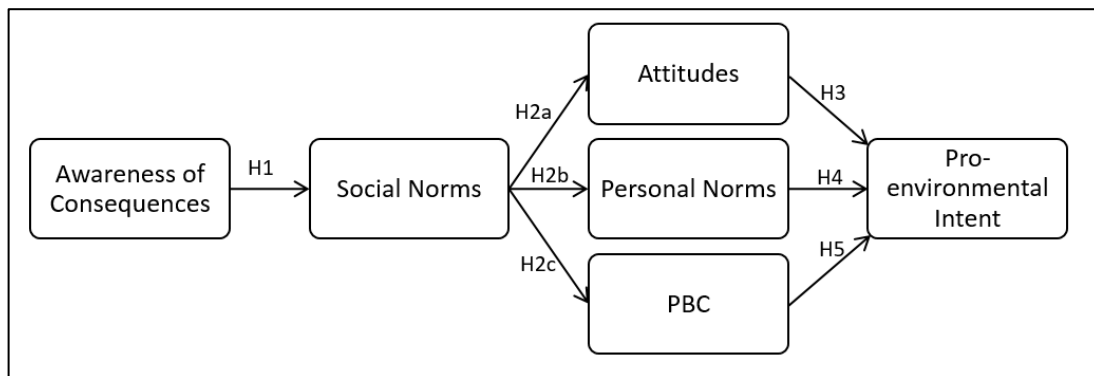 Awareness of
Consequences
H1
Social Norms
H2a
H2b
H2c
Attitudes
Personal Norms
PBC
H3
H4
H5
Pro-
environmental
Intent